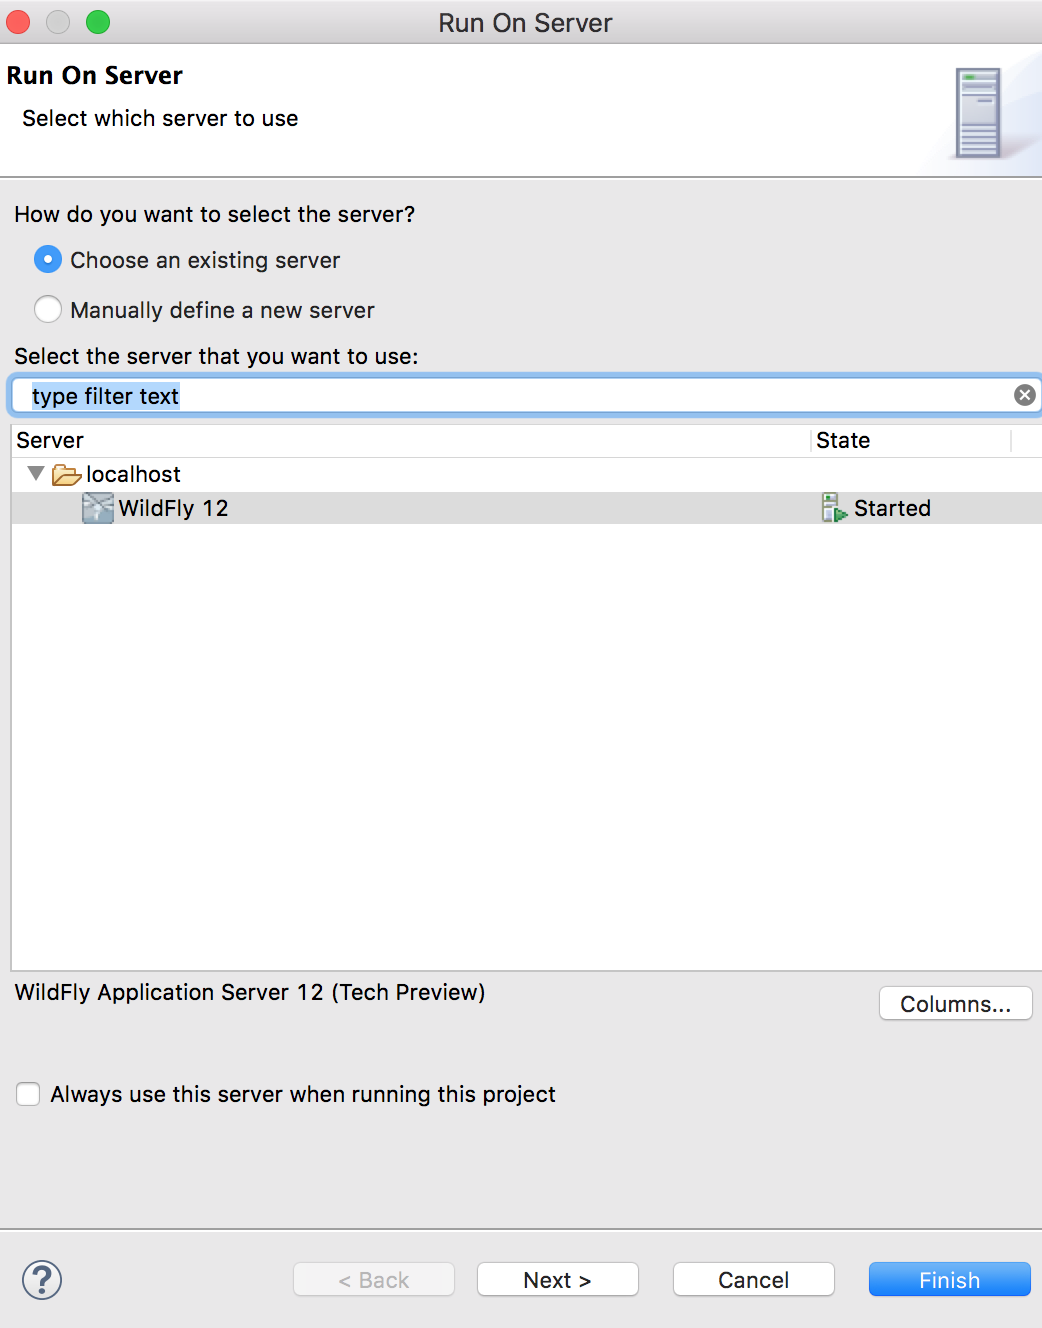 Run On Server
Run On Server
Select which server to use
How do you want to select the server?
Choose an existing server
Manually define a new server
Select the server that you want to use:
type filter text
Server State
localhost
WildFly 12 Started
WildFly Application Server 12 (Tech Preview)
Columns...
Always use this server when running this project
? < Back Next > Cancel Finish